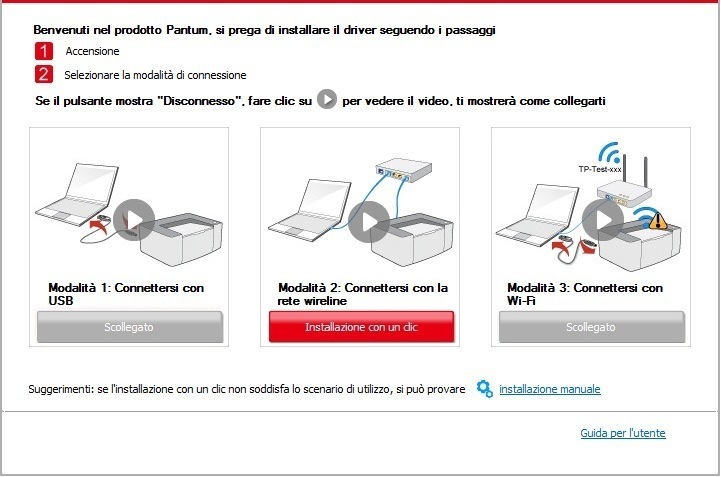 Benvenuti nel prodotto Pantum, si prega di installare il driver seguendo i passaggi
1 Accensione
2 Selezionare la modalità di connessione
Se il pulsante mostra "Disconnesso", fare clic su per vedere il video, ti mostrerà come collegarti
TP-Test-xxx
Modalità 1: Connettersi con
USB
Scollegato
Modalità 2: Connettersi con la
rete wireline
Installazione con un clic
Modalità 3: Connettersi con
Wi-Fi
Scollegato
Suggerimenti: se l'installazione con un clic non soddisfa lo scenario di utilizzo, si può provare installazione manuale
Guida per l'utente